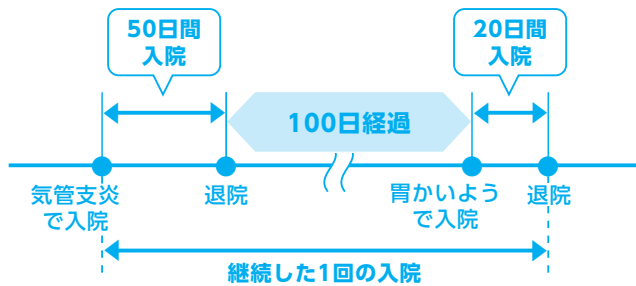 50日間
入院
20日間
入院
100日経過
気管支炎
で入院
退院
胃かいよう
で入院
退院
継続した1回の入院